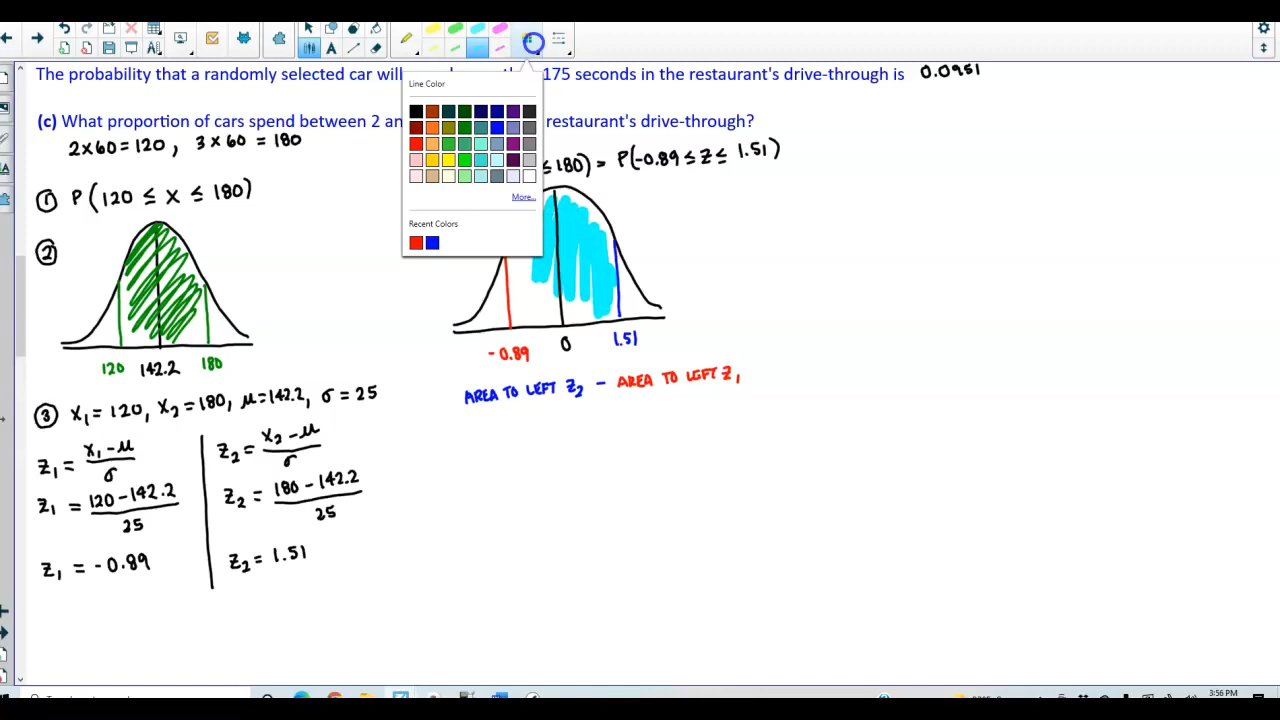 The probability that a randomly selected car will 175 seconds in the restaurant's drive-through is 0.0951
(c) What proportion of cars spend between 2 an restaurant's drive-through?
2x60=120, 3x60=180
① P(120 ≤ X ≤ 180)
≤ 180) = P(-0.89 ≤ Z ≤ 1.51)
②
120 142.2 180
-0.89 0 1.51
AREA TO LEFT Z₂ - AREA TO LEFT Z₁
③ X₁ = 120, X₂ = 180, μ = 142.2, σ = 25
Z₁ = X₁ - μ / σ
Z₁ = 120 - 142.2 / 25
Z₁ = -0.89
Z₂ = X₂ - μ / σ
Z₂ = 180 - 142.2 / 25
Z₂ = 1.51
Line Color
More...
Recent Colors
3:56 PM